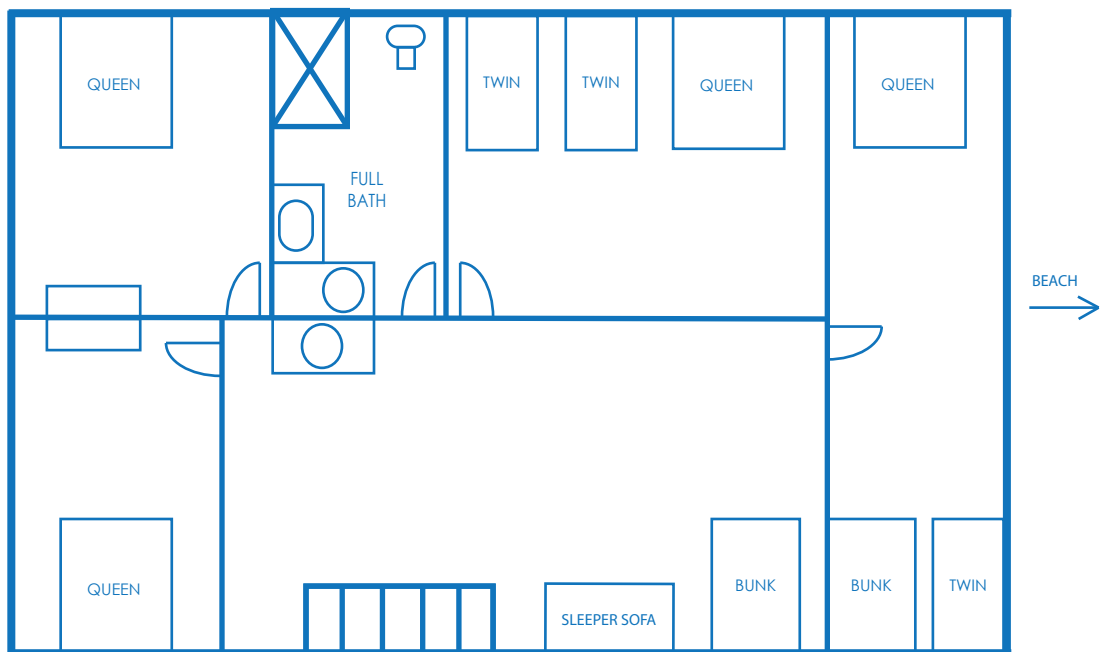 QUEEN
TWIN
TWIN
QUEEN
QUEEN
FULL
BATH
BEACH
QUEEN
SLEEPER SOFA
BUNK
BUNK
TWIN